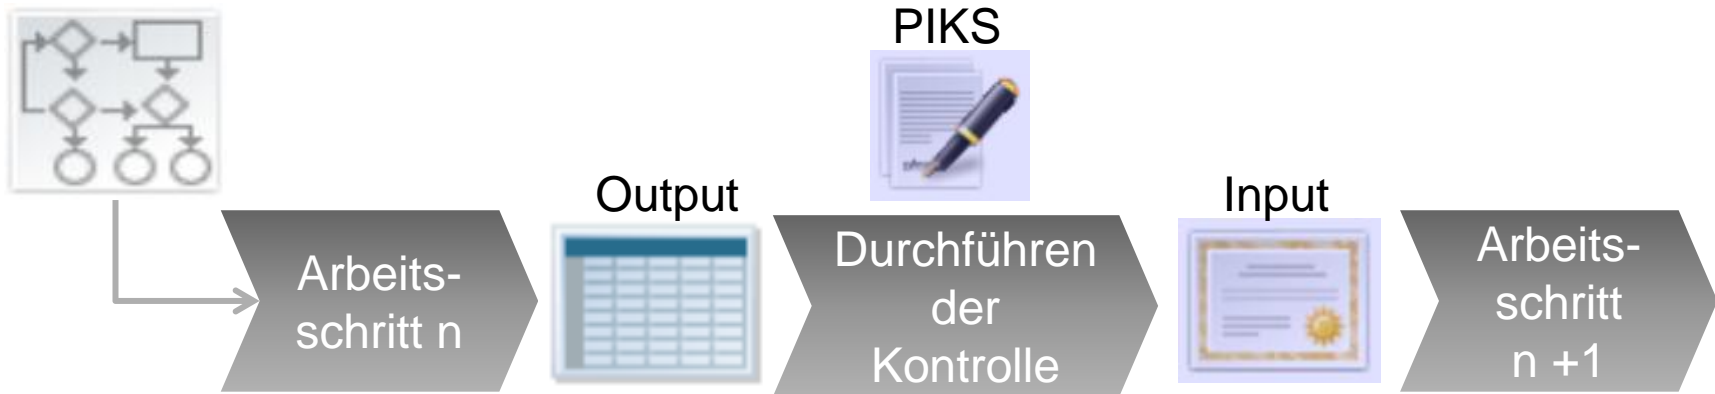 PIKS
Output
Input
Arbeits-
schritt n
Durchführen
der
Kontrolle
Arbeits-
schritt
n +1